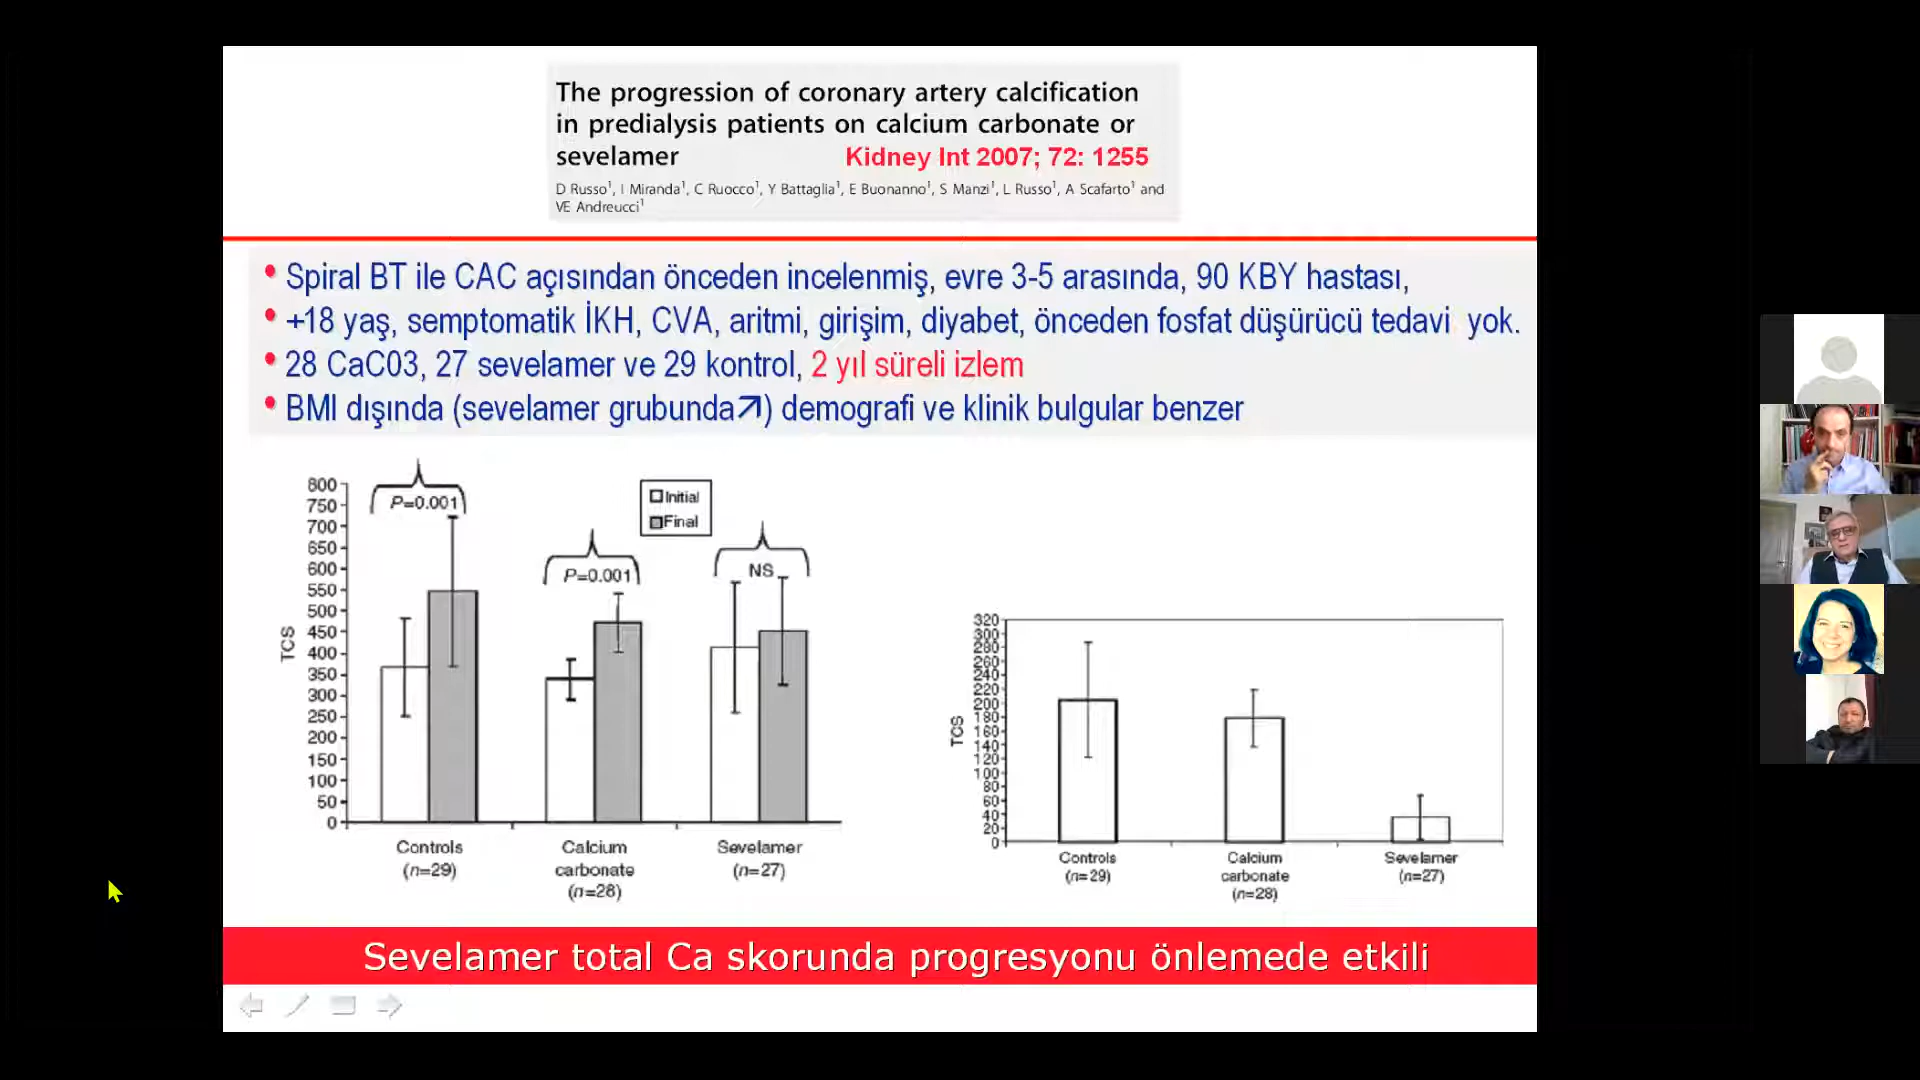 The progression of coronary artery calcification
in predialysis patients on calcium carbonate or
sevelamer Kidney Int 2007; 72: 1255
D Russo1, I Miranda1, C Ruocco1, Y Battaglia1, E Buonanno1, S Manzi1, L Russo1, A Scafarto1 and
VE Andreucci1
• Spiral BT ile CAC açısından önceden incelenmiş, evre 3-5 arasında, 90 KBY hastası,
• +18 yaş, semptomatik İKH, CVA, aritmi, girişim, diyabet, önceden fosfat düşürücü tedavi yok.
• 28 CaC03, 27 sevelamer ve 29 kontrol, 2 yıl süreli izlem
• BMI dışında (sevelamer grubunda↗) demografi ve klinik bulgular benzer
800
750
700
650
600
550
500
450
400
350
300
250
200
150
100
50
0
TCS
P=0.001
P=0.001
NS
Initial
Final
Controls
(n=29)
Calcium
carbonate
(n=28)
Sevelamer
(n=27)
320
300
280
260
240
220
200
180
160
140
120
100
80
60
40
20
0
TCS
Controls
(n=29)
Calcium
carbonate
(n=28)
Sevelamer
(n=27)
Sevelamer total Ca skorunda progresyonu önlemede etkili